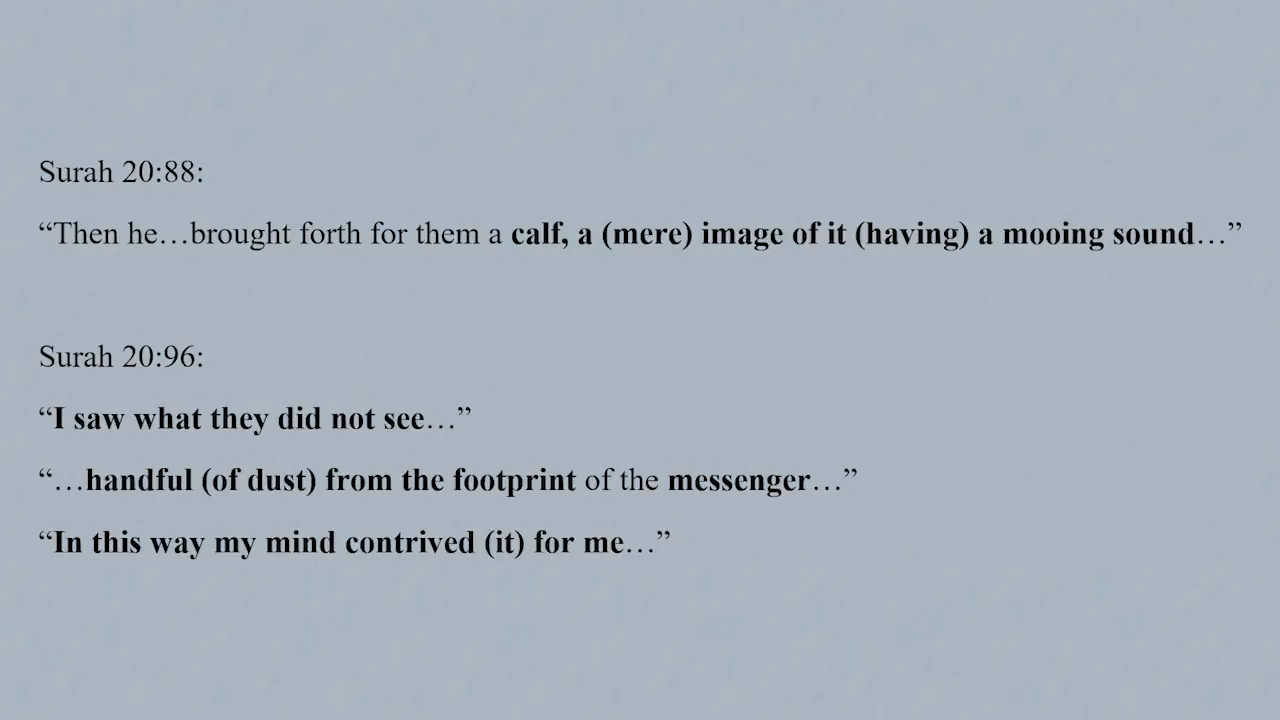 Surah 20:88:
“Then he…brought forth for them a calf, a (mere) image of it (having) a mooing sound…”
Surah 20:96:
“I saw what they did not see…”
“…handful (of dust) from the footprint of the messenger…”
“In this way my mind contrived (it) for me…”